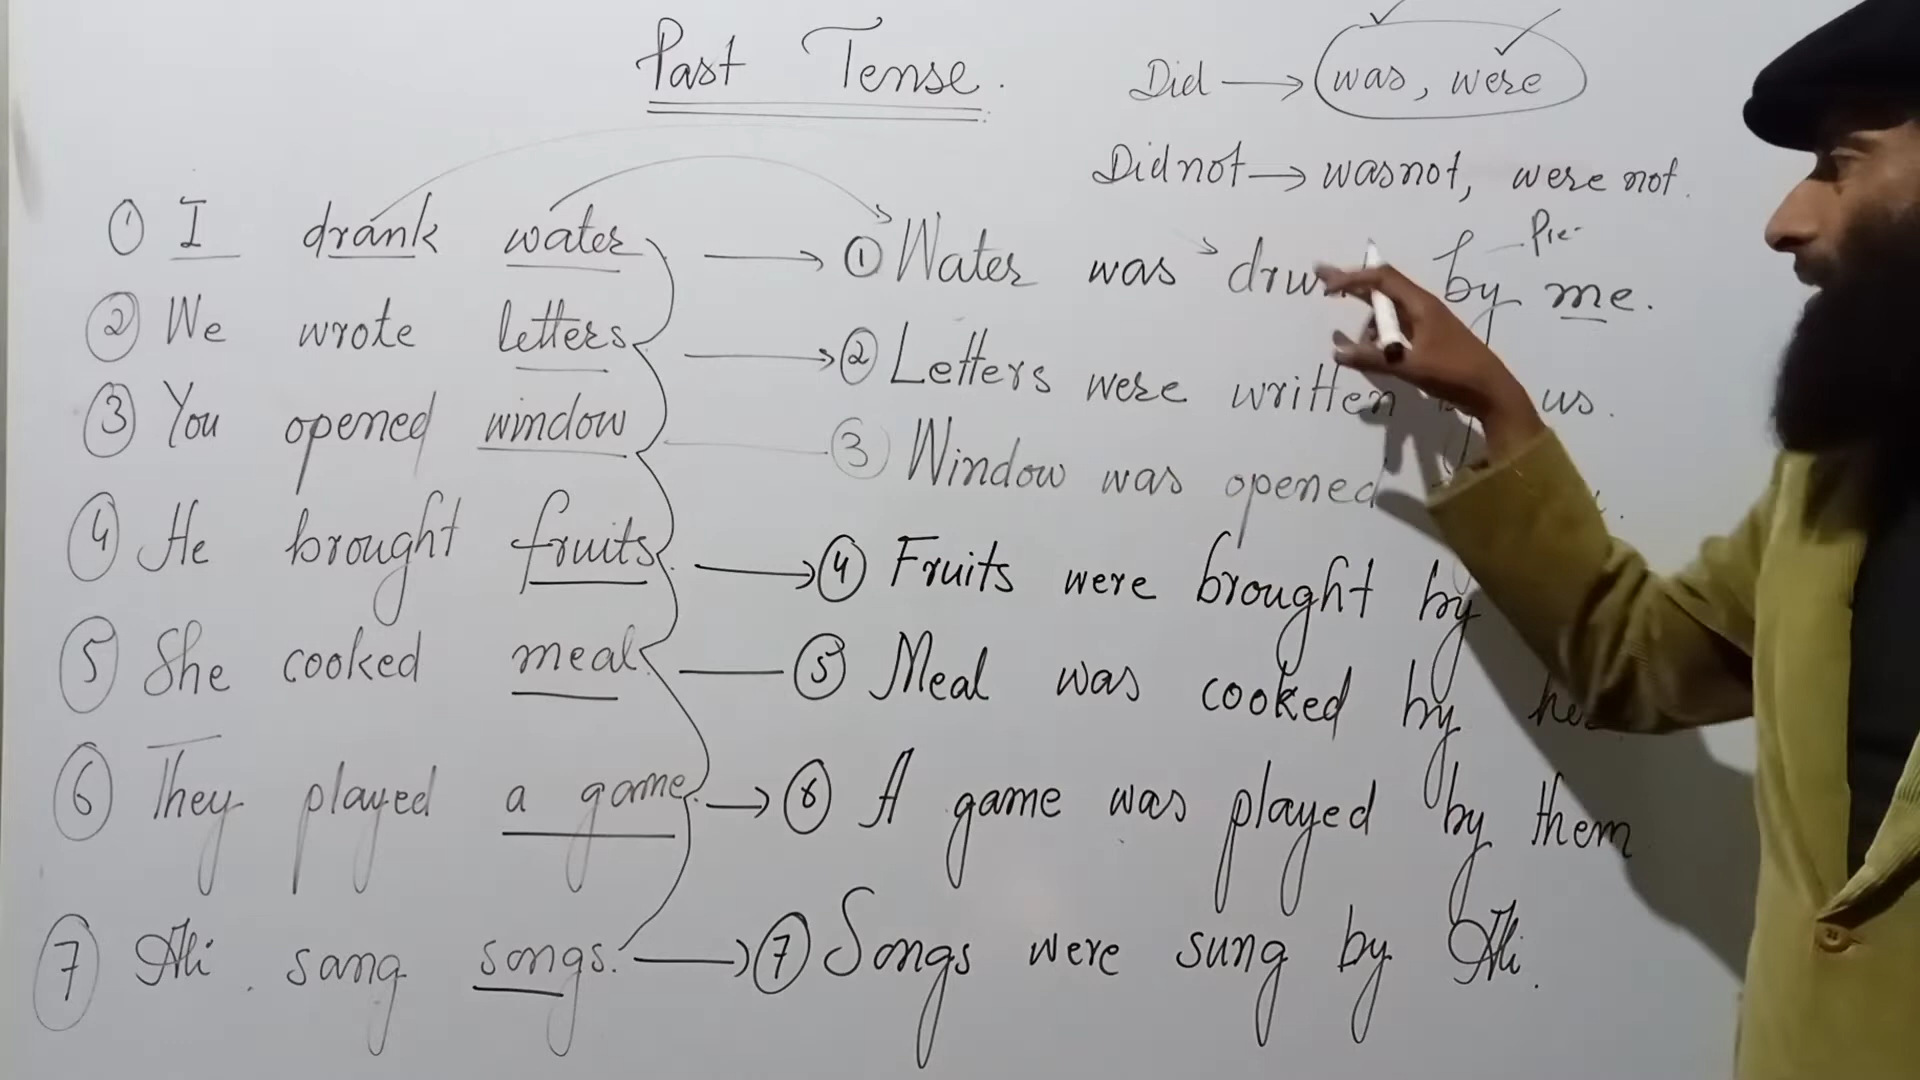 Past Tense.
Did → was, were
Did not → was not, were not.
① I drank water → ① Water was by me.
Pre-
② We wrote letters → ② Letters were written us.
③ You opened window ③ Window was opened
④ He brought fruits. → ④ Fruits were brought by
⑤ She cooked meal ⑤ Meal was cooked by
⑥ They played a game. → ⑥ A game was played by them
⑦ Ali. sang songs. → ⑦ Songs were sung by Ali.